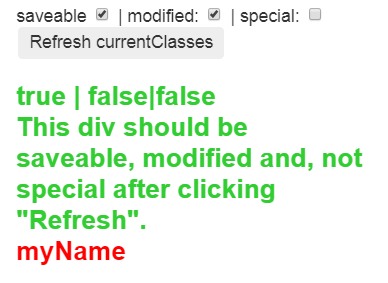 saveable | modified: | special:
Refresh currentClasses
true | false|false
This div should be
saveable, modified and, not
special after clicking
"Refresh".
myName